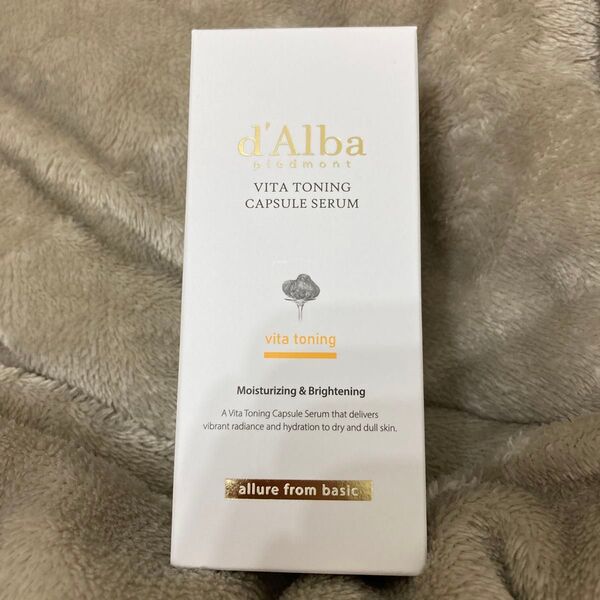 d'Alba
piedmont
VITA TONING
CAPSULE SERUM
vita toning
Moisturizing & Brightening
A Vita Toning Capsule Serum that delivers
vibrant radiance and hydration to dry and dull skin.
allure from basic